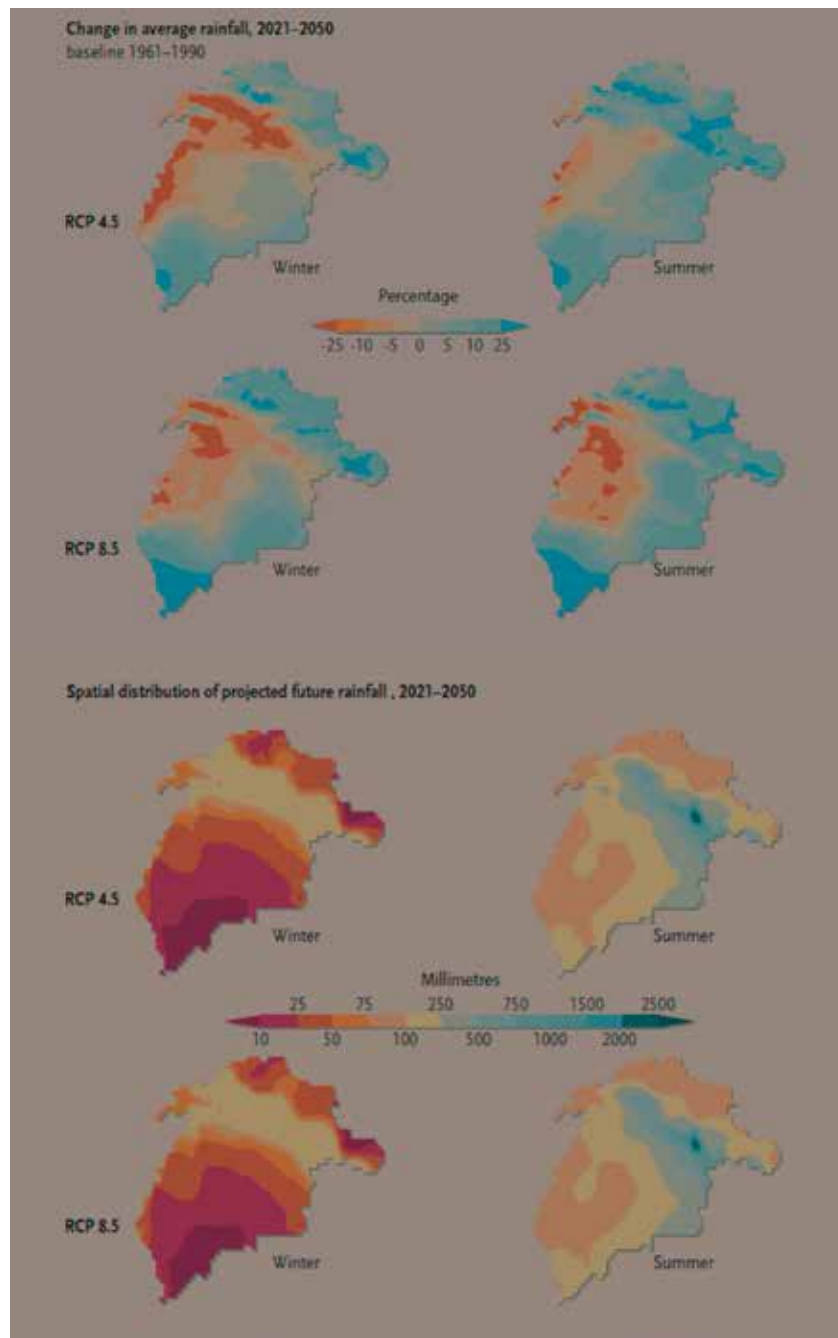 Change in average rainfall, 2021–2050
baseline 1961–1990
RCP 4.5
Winter
Summer
Percentage
-25 -10 -5 0 5 10 25
RCP 8.5
Winter
Summer
Spatial distribution of projected future rainfall , 2021–2050
RCP 4.5
Winter
Summer
Millimetres
25 75 250 750 1500 2500
10 50 100 500 1000 2000
RCP 8.5
Winter
Summer